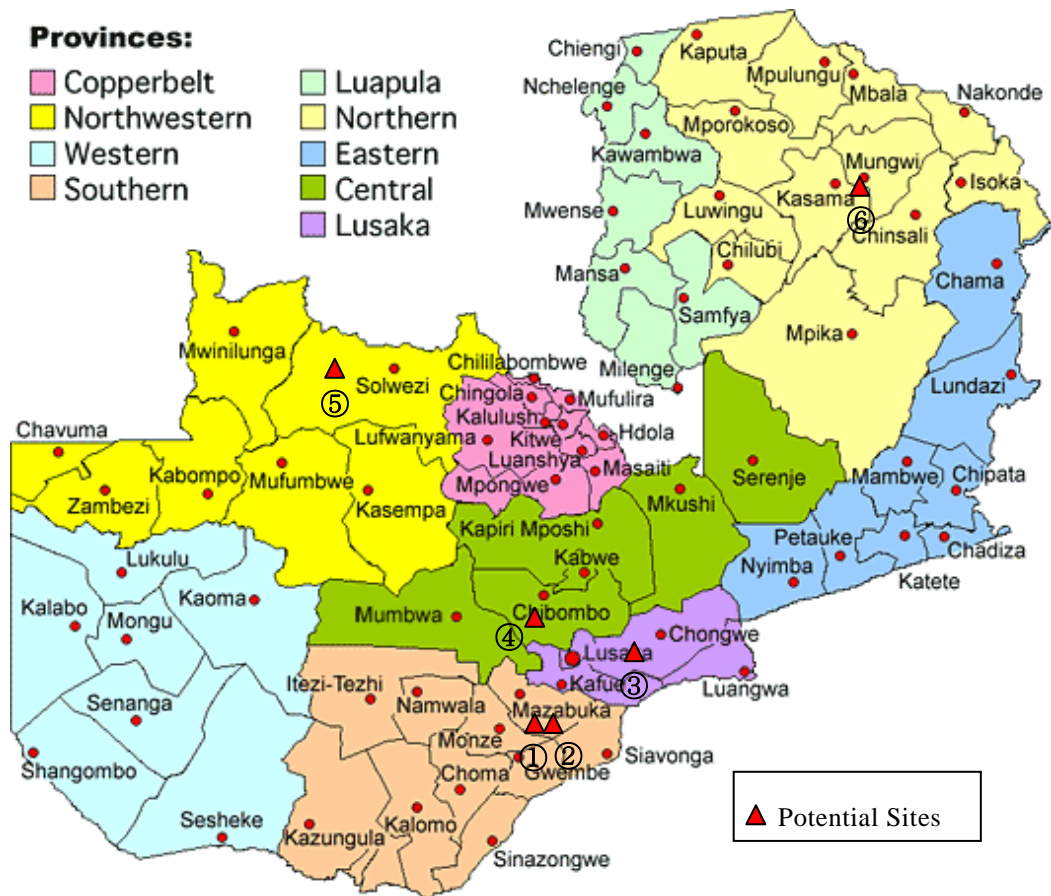 Provinces:
Copperbelt
Northwestern
Western
Southern
Luapula
Northern
Eastern
Central
Lusaka
Chiengi
Kaputa
Mpulungu
Mbala
Nakonde
Nchelenge
Mporokoso
Kawambwa
Mungwi
Isoka
Kasama
Mwense
Luwingu
⑥
Chinsali
Chilubi
Mansa
Chama
Samfya
Mpika
Mwinilunga
Chililabombwe
Milenge
Solwezi
Lundazi
⑤
Chingola
Mufulira
Kalulush
Chavuma
Lufwanyama
Kitwe
Hdola
Luanshya
Masaiti
Kabompo
Mufumbwe
Serenje
Mambwe
Chipata
Zambezi
Mpongwe
Mkushi
Kasempa
Kapiri Mposhi
Petauke
Chadiza
Lukulu
Kabwe
Nyimba
Katete
Kalabo
Kaoma
Mumbwa
Chibombo
Mongu
④
Chongwe
Lusaka
Itezi-Tezhi
Kafue
③
Luangwa
Senanga
Namwala
Mazabuka
Monze
①
②
Siavonga
Shangombo
Choma
Gwembe
Sesheke
Kazungula
Kalomo
Potential Sites
Sinazongwe